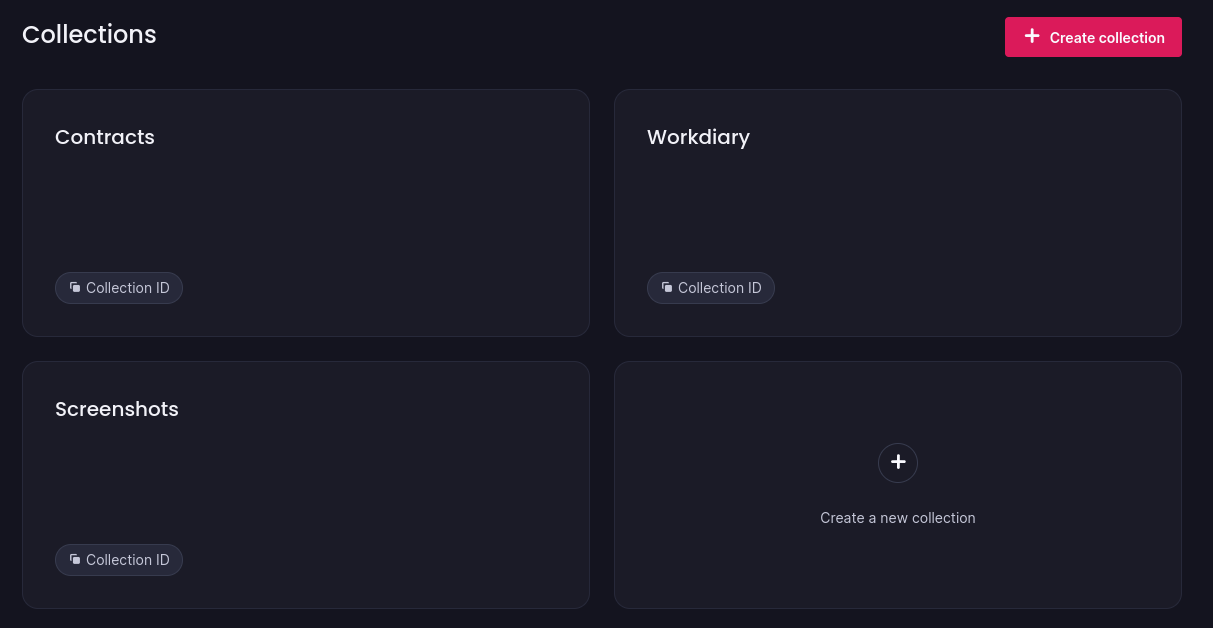 Collections
Create collection
Contracts
Collection ID
Workdiary
Collection ID
Screenshots
Collection ID
Create a new collection